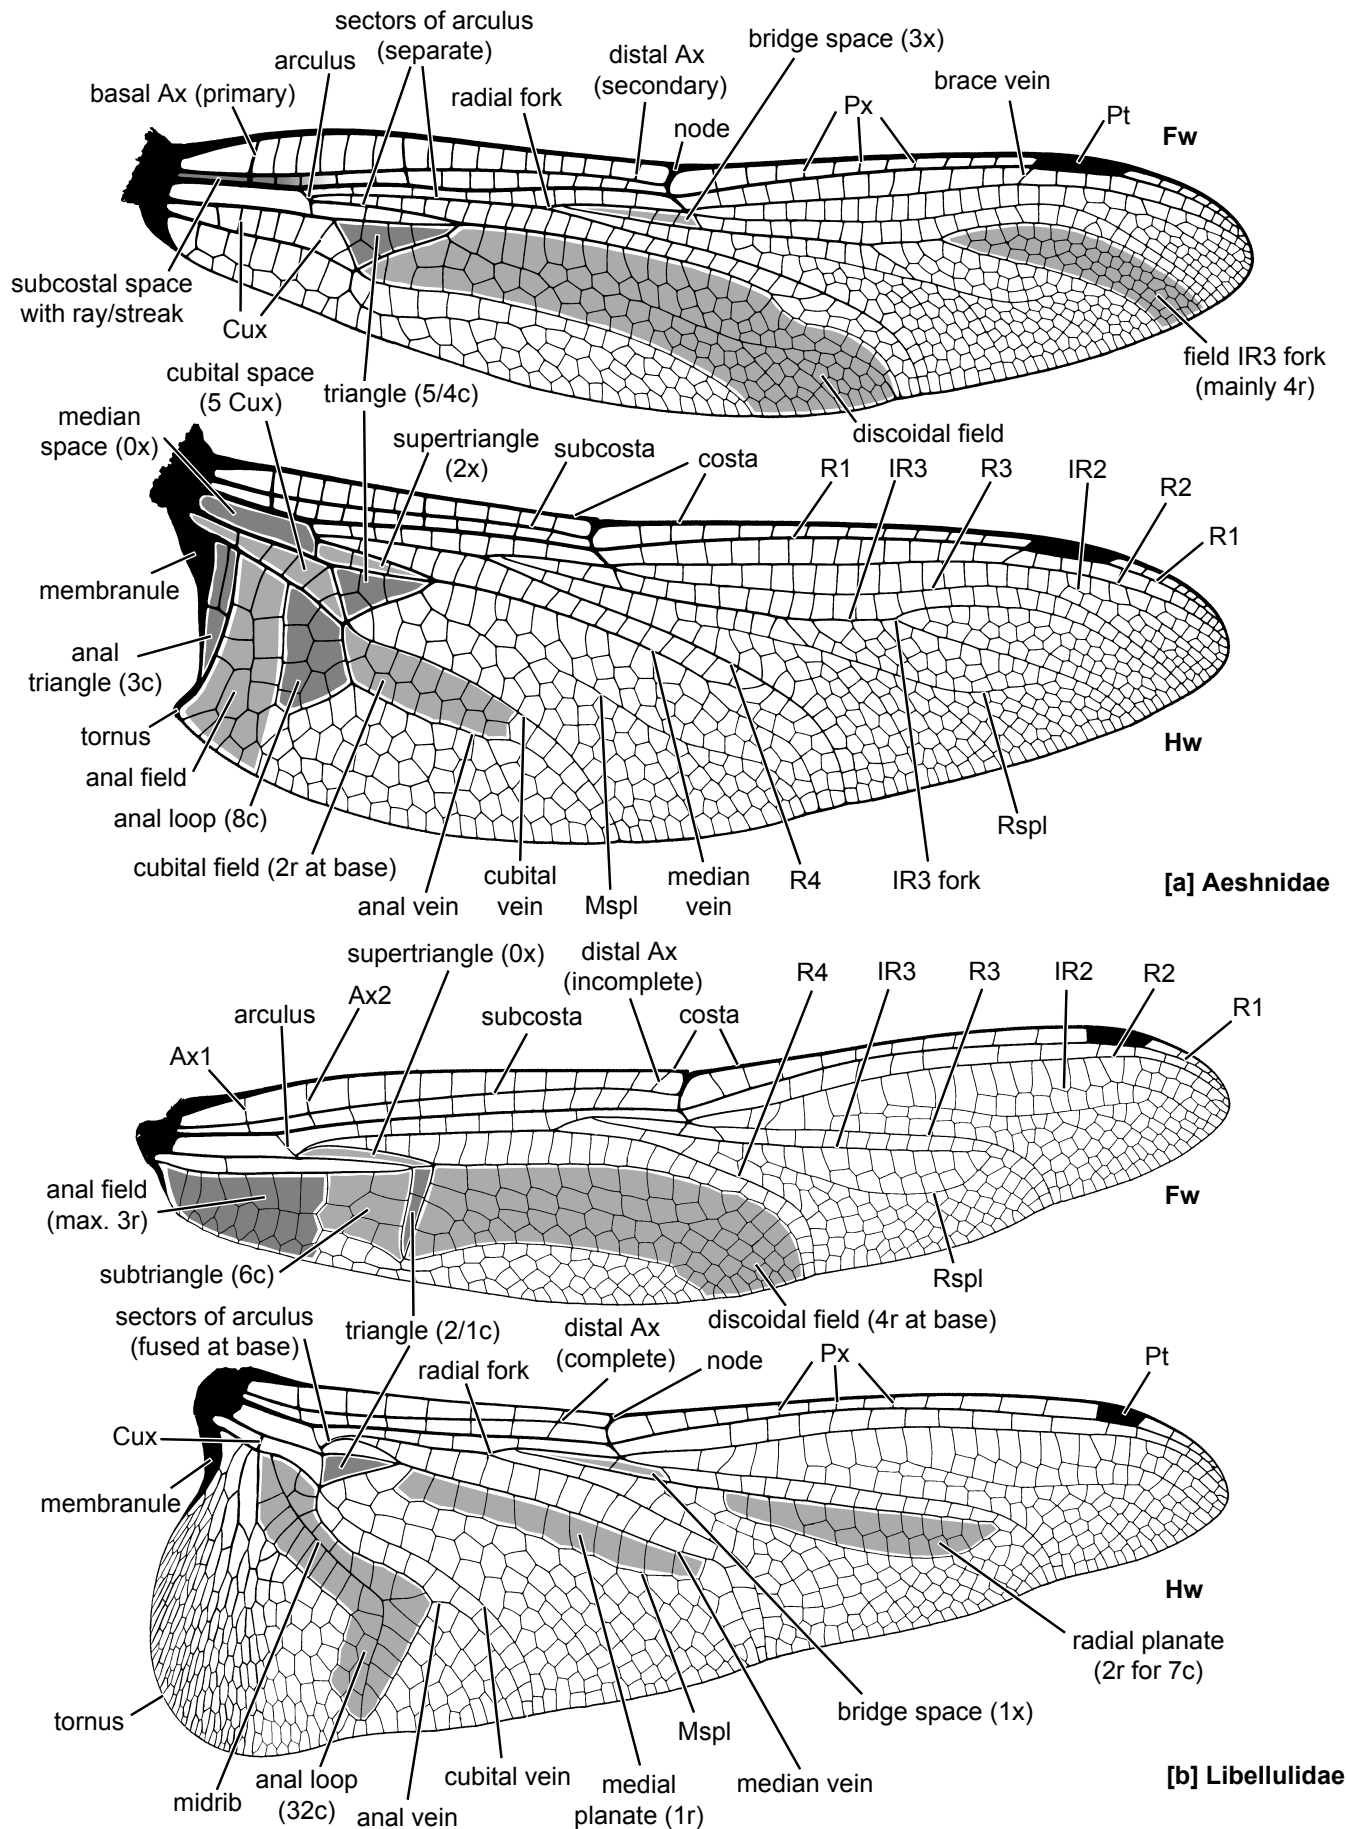 sectors of arculus
(separate)
arculus
basal Ax (primary)
radial fork
distal Ax
(secondary)
bridge space (3x)
node
Px
brace vein
Pt
Fw
subcostal space
with ray/streak
Cux
field IR3 fork
(mainly 4r)
discoidal field
cubital space
(5 Cux)
triangle (5/4c)
median
space (0x)
supertriangle
(2x)
subcosta
costa
R1
IR3
R3
IR2
R2
R1
membranule
anal
triangle (3c)
tornus
anal field
anal loop (8c)
cubital field (2r at base)
anal vein
cubital
vein
Mspl
median
vein
R4
IR3 fork
Rspl
Hw
[a] Aeshnidae
supertriangle (0x)
distal Ax
(incomplete)
R4
IR3
R3
IR2
R2
R1
Ax2
arculus
Ax1
subcosta
costa
anal field
(max. 3r)
subtriangle (6c)
Fw
Rspl
discoidal field (4r at base)
sectors of arculus
(fused at base)
triangle (2/1c)
radial fork
distal Ax
(complete)
node
Px
Pt
Cux
membranule
tornus
midrib
anal loop
(32c)
anal vein
cubital vein
medial
planate (1r)
Mspl
median vein
bridge space (1x)
radial planate
(2r for 7c)
Hw
[b] Libellulidae